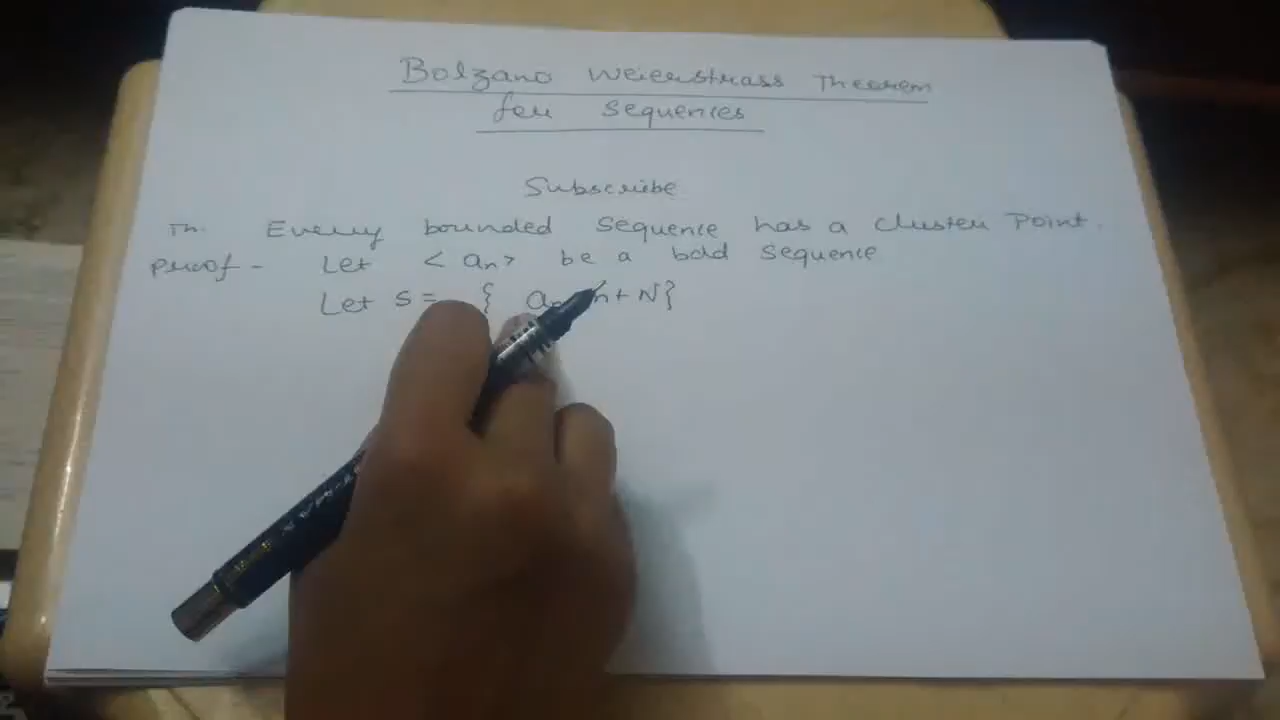 Bolzano Weierstrass Theorem
for Sequences
Subscribe
Th. Every bounded sequence has a cluster Point.
Proof - Let < an > be a bdd sequence
Let S = { an n ∈ N }